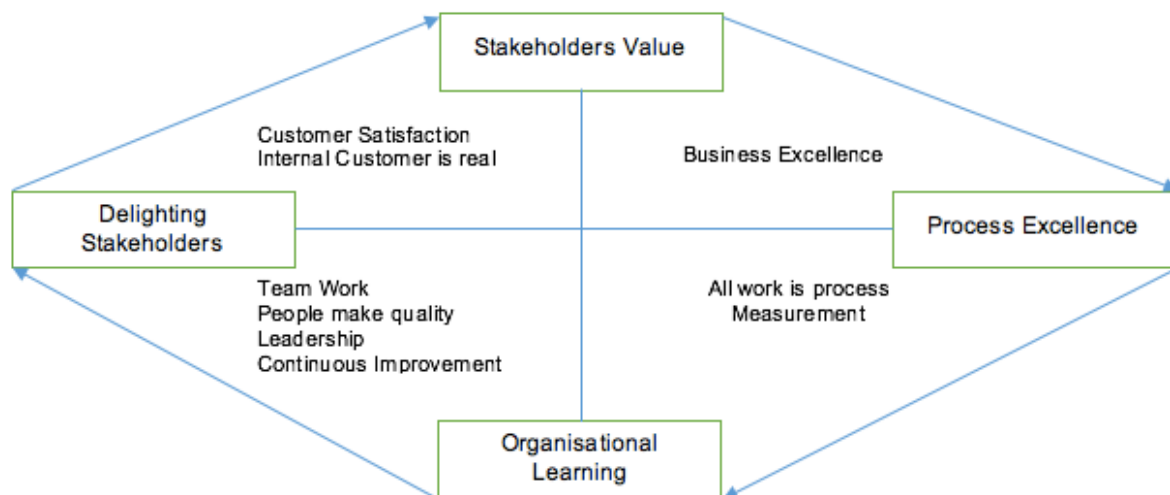 Stakeholders Value
Customer Satisfaction
Internal Customer is real
Business Excellence
Delighting
Stakeholders
Process Excellence
Team Work
People make quality
Leadership
Continuous Improvement
All work is process
Measurement
Organisational
Learning